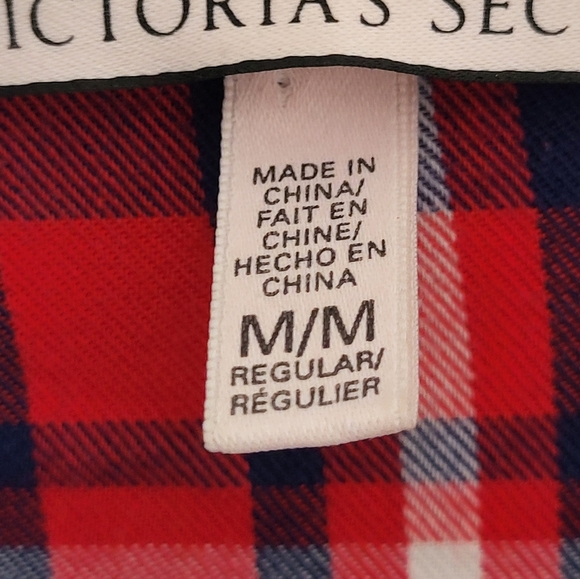 ICTORIA'S SEC
MADE IN
CHINA/
FAIT EN
CHINE/
HECHO EN
CHINA
M/M
REGULAR/
RÉGULIER